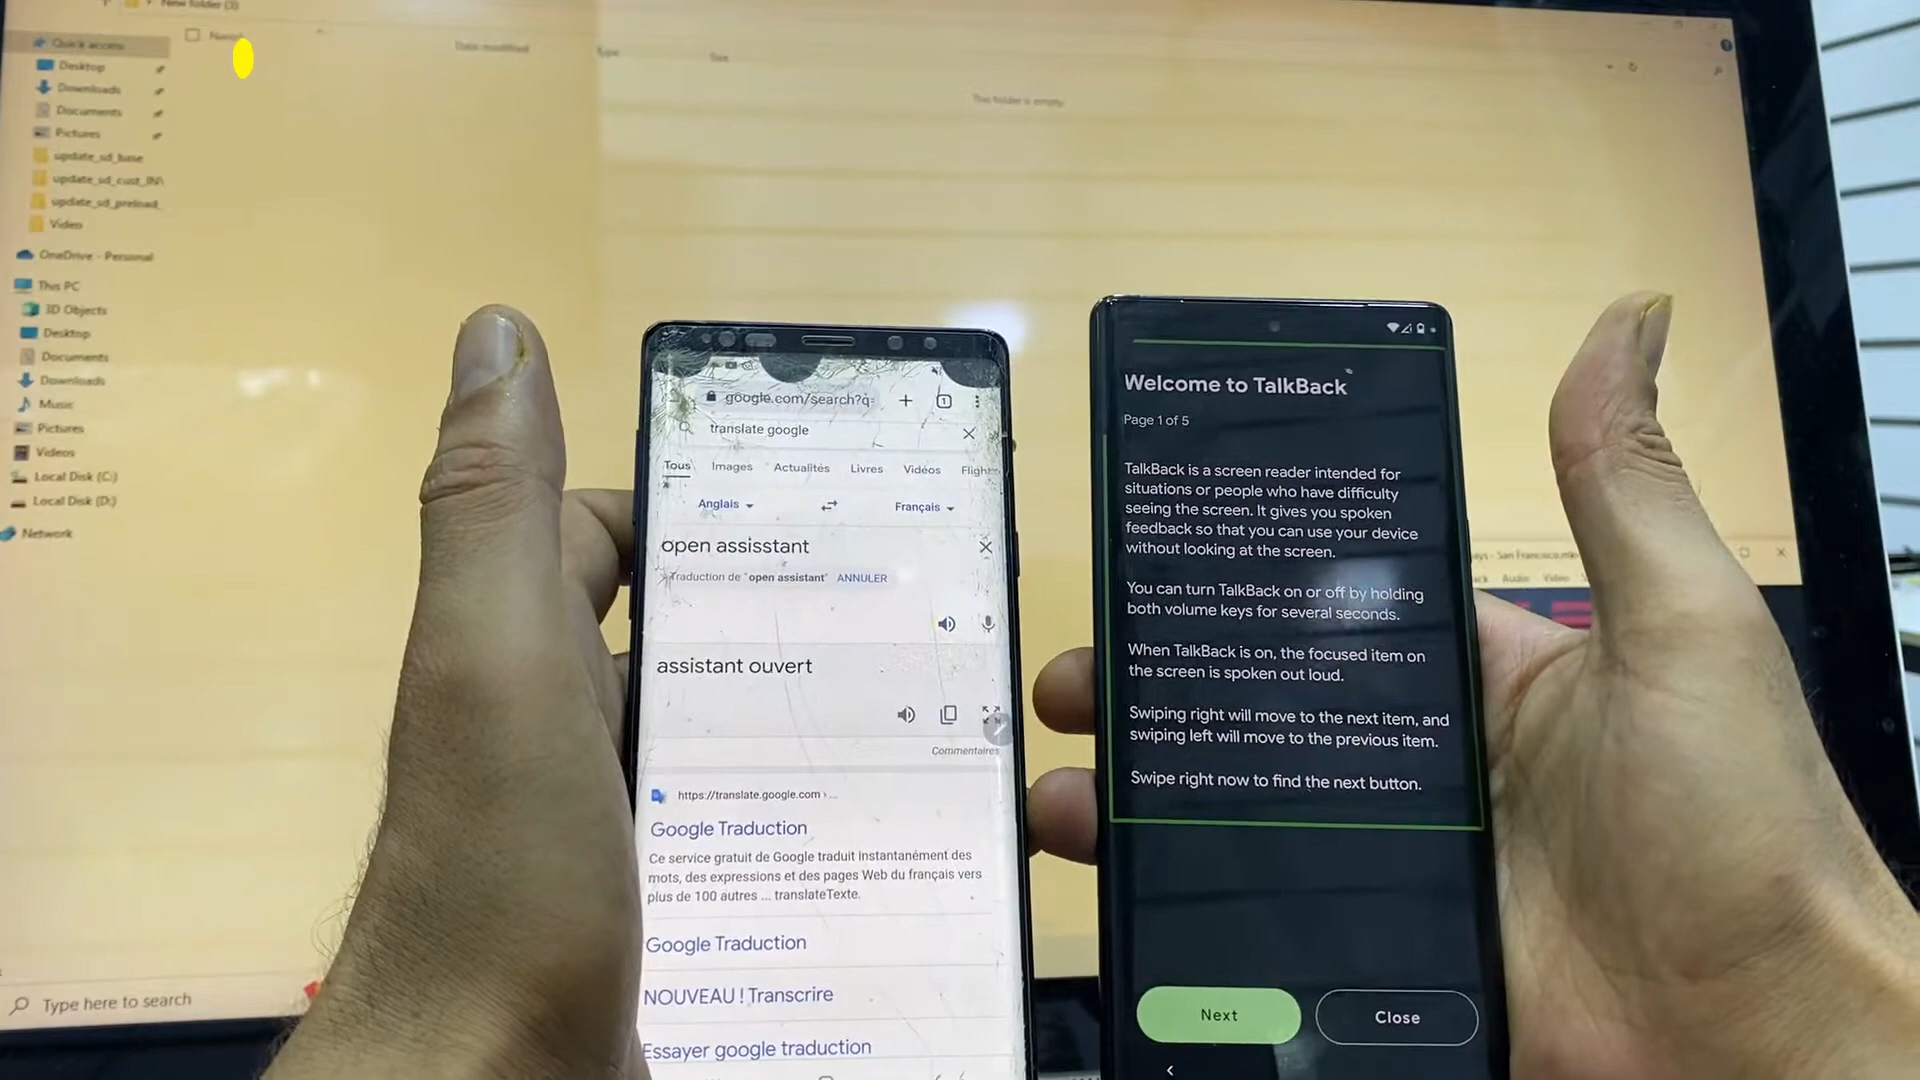 New folder (3)
Quick access
Desktop
Downloads
Documents
Pictures
update_sd_base
update_sd_cust_IN\
update_sd_preload_
Video
OneDrive - Personal
This PC
3D Objects
Desktop
Documents
Downloads
Music
Pictures
Videos
Local Disk (C:)
Local Disk (D:)
Network
Type here to search
Date modified
Type
Size
This folder is empty.
google.com/search?q=
1
translate google
Tous Images Actualités Livres Vidéos Flight
Anglais Français
open assisstant
Traduction de "open assistant" ANNULER
assistant ouvert
Commentaires
https://translate.google.com › ...
Google Traduction
Ce service gratuit de Google traduit instantanément des
mots, des expressions et des pages Web du français vers
plus de 100 autres ... translateTexte.
Google Traduction
NOUVEAU ! Transcrire
Essayer google traduction
Welcome to TalkBack
Page 1 of 5
TalkBack is a screen reader intended for
situations or people who have difficulty
seeing the screen. It gives you spoken
feedback so that you can use your device
without looking at the screen.
You can turn TalkBack on or off by holding
both volume keys for several seconds.
When TalkBack is on, the focused item on
the screen is spoken out loud.
Swiping right will move to the next item, and
swiping left will move to the previous item.
Swipe right now to find the next button.
Next
Close
- San Francisco.mk
Audio Video